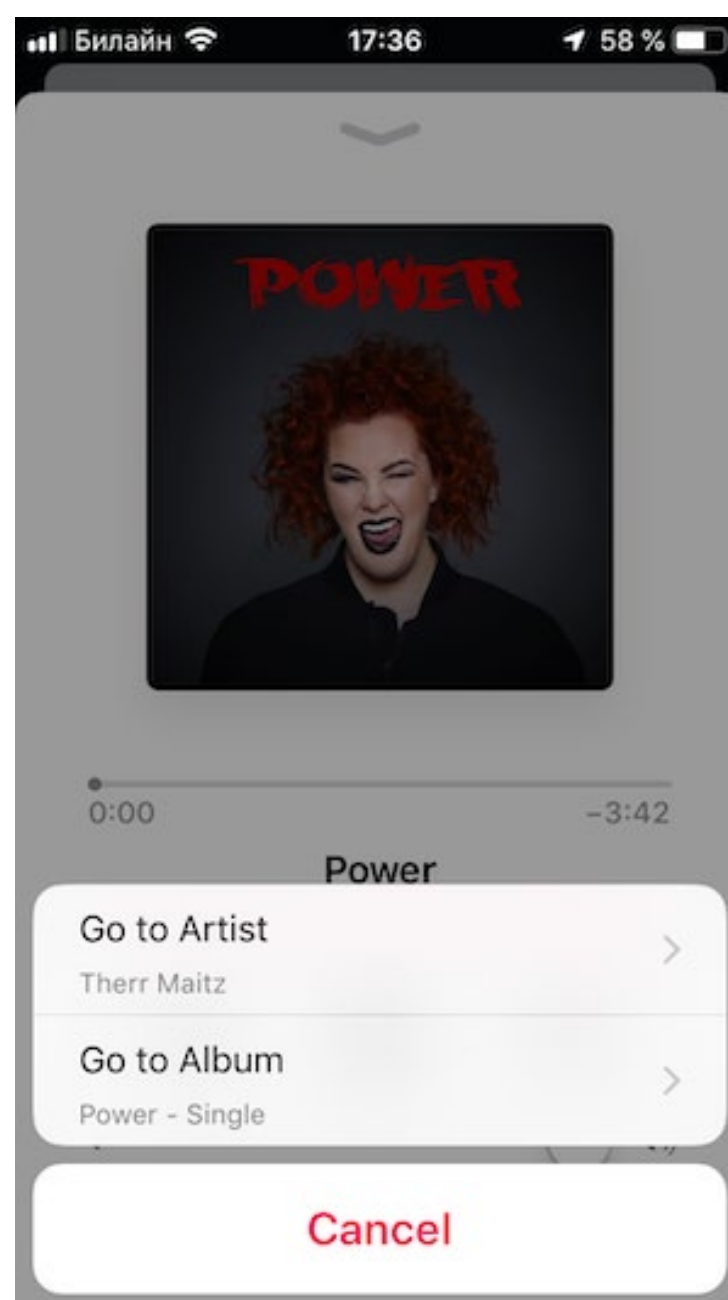 Билайн 17:36 58 %
POWER
0:00 −3:42
Power
Go to Artist
Therr Maitz
Go to Album
Power - Single
Cancel